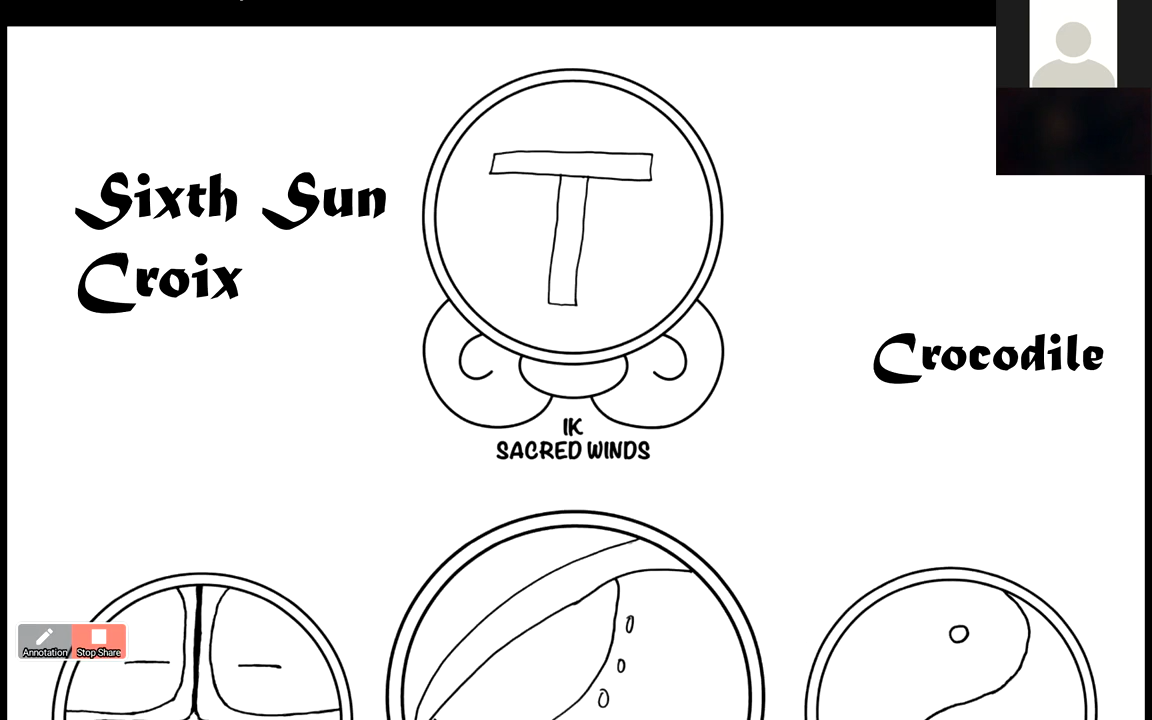 Sixth Sun
Croix
Crocodile
T
IK
SACRED WINDS
Annotation
Stop Share